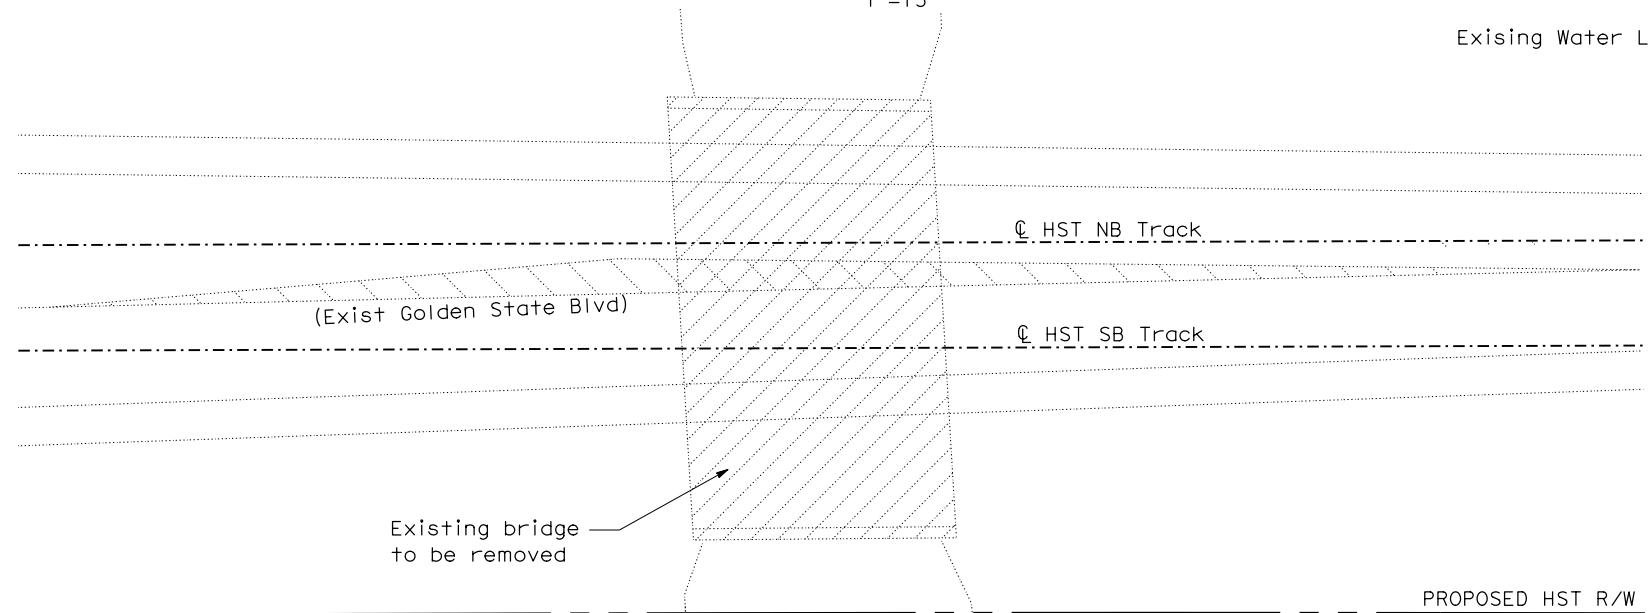 Exising Water L
℄ HST NB Track
(Exist Golden State Blvd)
℄ HST SB Track
Existing bridge
to be removed
PROPOSED HST R/W